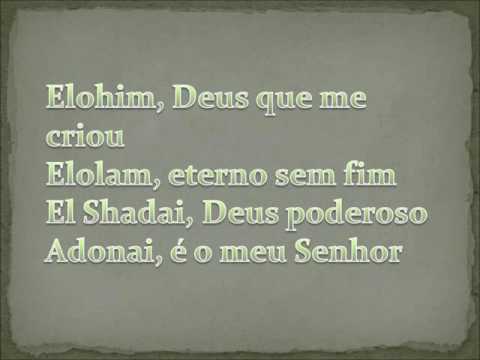 Elohim, Deus que me
criou
Elolam, eterno sem fim
El Shadai, Deus poderoso
Adonai, é o meu Senhor